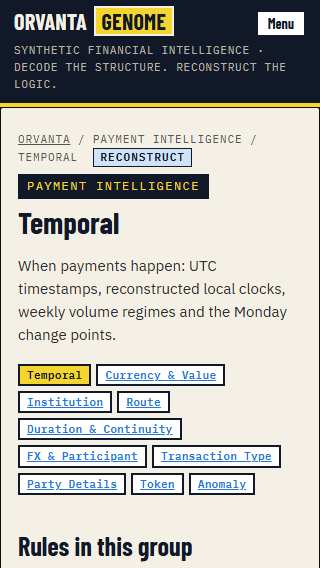 ORVANTA GENOME
Menu
SYNTHETIC FINANCIAL INTELLIGENCE ·
DECODE THE STRUCTURE. RECONSTRUCT THE
LOGIC.
ORVANTA / PAYMENT INTELLIGENCE /
TEMPORAL RECONSTRUCT
PAYMENT INTELLIGENCE
Temporal
When payments happen: UTC
timestamps, reconstructed local clocks,
weekly volume regimes and the Monday
change points.
Temporal Currency & Value
Institution Route
Duration & Continuity
FX & Participant Transaction Type
Party Details Token Anomaly
Rules in this group